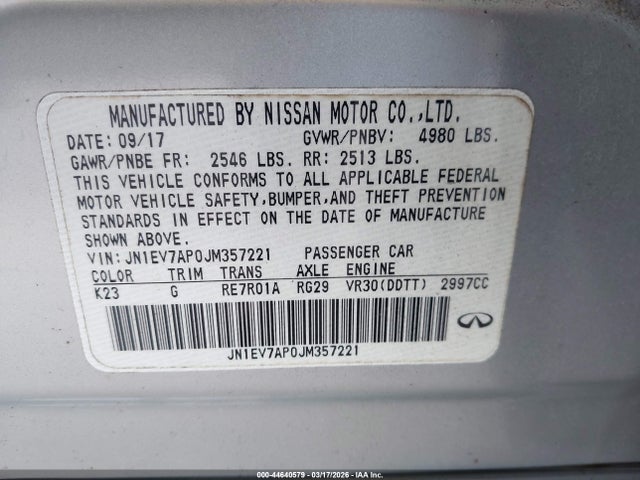 MANUFACTURED BY NISSAN MOTOR CO.,LTD.
DATE: 09/17 GVWR/PNBV: 4980 LBS.
GAWR/PNBE FR: 2546 LBS. RR: 2513 LBS.
THIS VEHICLE CONFORMS TO ALL APPLICABLE FEDERAL
MOTOR VEHICLE SAFETY,BUMPER,AND THEFT PREVENTION
STANDARDS IN EFFECT ON THE DATE OF MANUFACTURE
SHOWN ABOVE.
VIN: JN1EV7AP0JM357221 PASSENGER CAR
COLOR TRIM TRANS AXLE ENGINE
K23 G RE7R01A RG29 VR30(DDTT) 2997CC
JN1EV7AP0JM357221
000-44640579 - 03/17/2026 - IAA Inc.